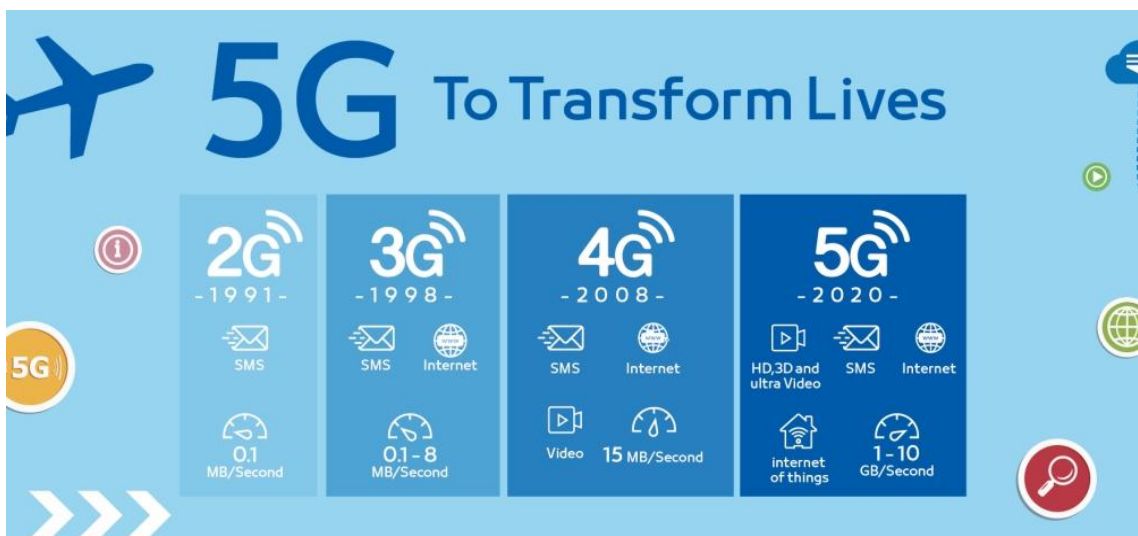 5G To Transform Lives
2G
-1991-
SMS
0.1
MB/Second
3G
-1998-
SMS
Internet
0.1-8
MB/Second
4G
-2008-
SMS
Internet
Video
15 MB/Second
5G
-2020-
HD,3D and
ultra Video
SMS
Internet
internet
of things
1-10
GB/Second
5G